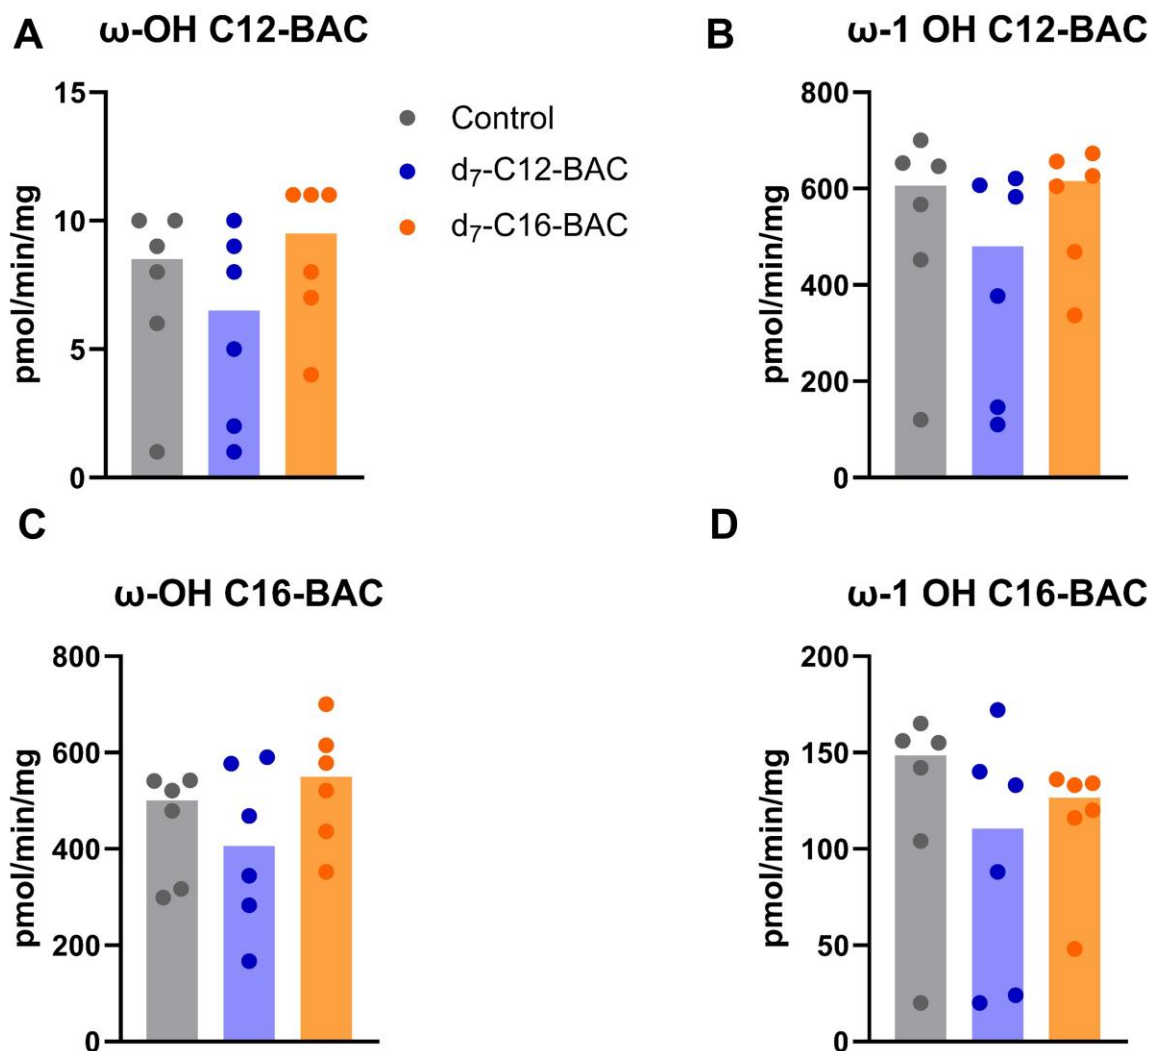 A
ω-OH C12-BAC
pmol/min/mg
15
10
5
0
Control
d₇-C12-BAC
d₇-C16-BAC
B
ω-1 OH C12-BAC
pmol/min/mg
800
600
400
200
0
C
ω-OH C16-BAC
pmol/min/mg
800
600
400
200
0
D
ω-1 OH C16-BAC
pmol/min/mg
200
150
100
50
0